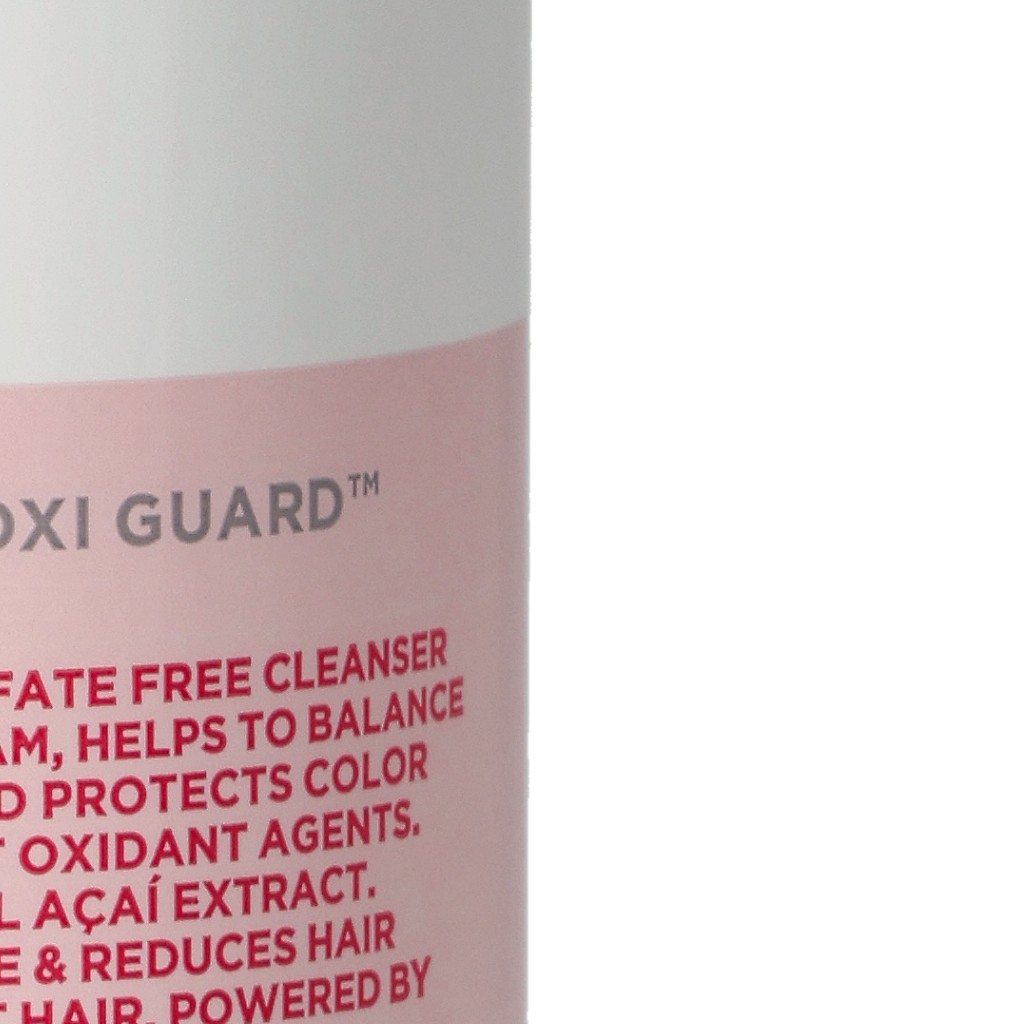 OXI GUARD™
FATE FREE CLEANSER
AM, HELPS TO BALANCE
D PROTECTS COLOR
T OXIDANT AGENTS.
L AÇAÍ EXTRACT.
E & REDUCES HAIR
T HAIR. POWERED BY